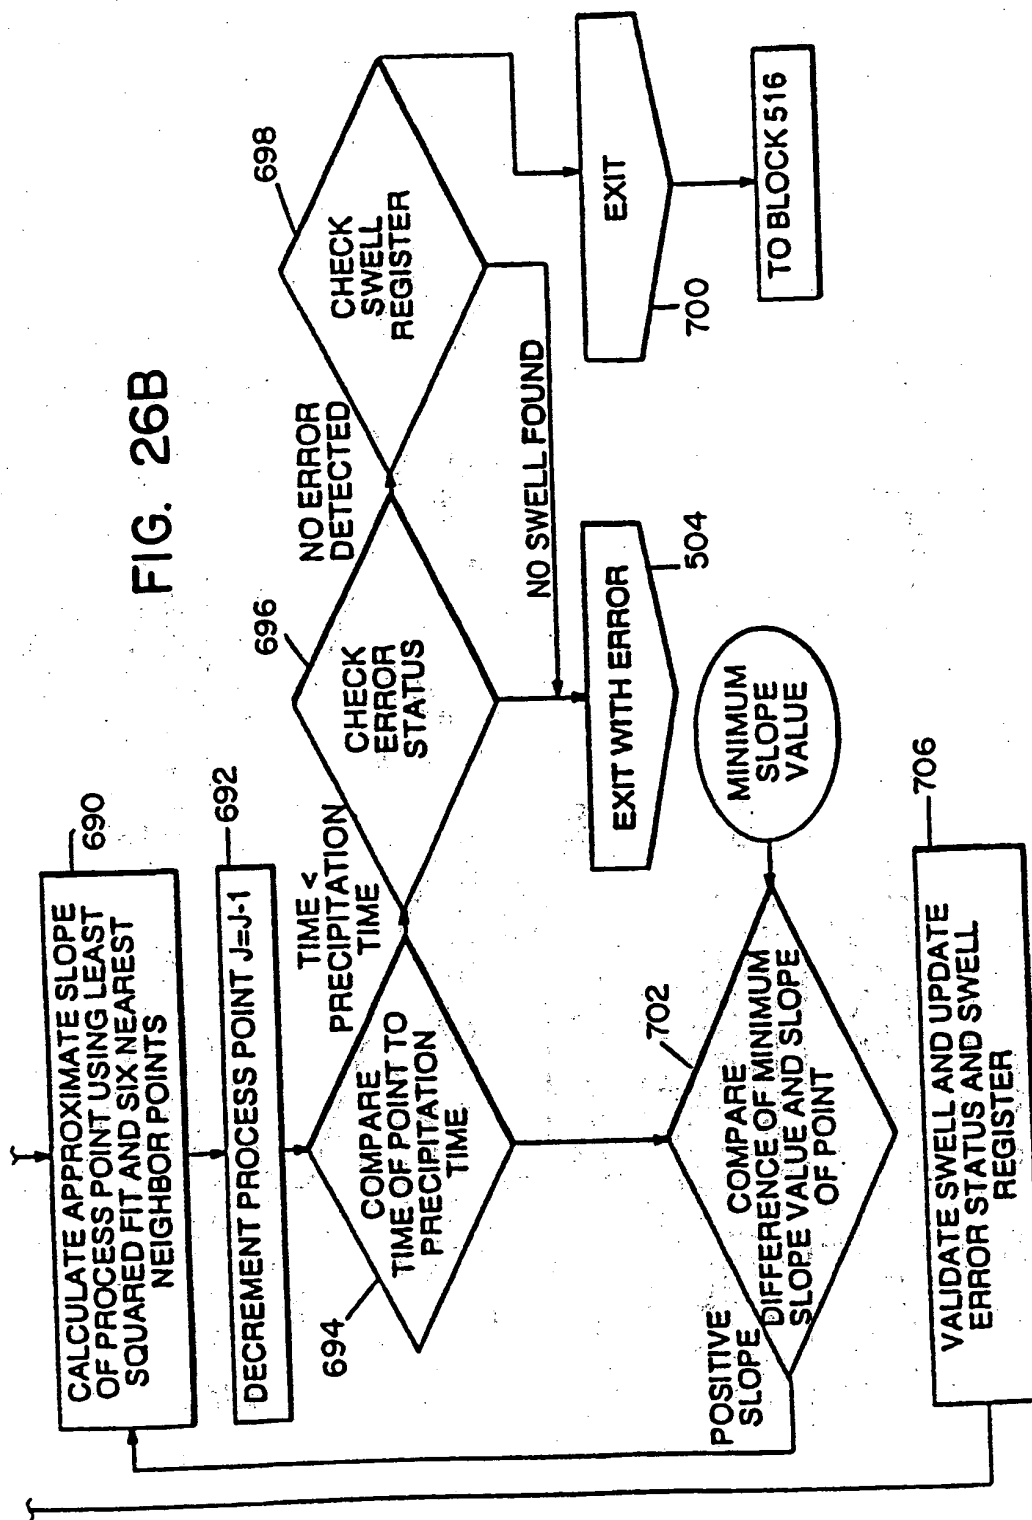 FIG. 26B
690
CALCULATE APPROXIMATE SLOPE
OF PROCESS POINT USING LEAST
SQUARED FIT AND SIX NEAREST
NEIGHBOR POINTS
692
DECREMENT PROCESS POINT J=J-1
694
COMPARE
TIME OF POINT TO
PRECIPITATION
TIME
TIME <
PRECIPITATION
TIME
696
CHECK
ERROR
STATUS
NO ERROR
DETECTED
698
CHECK
SWELL
REGISTER
NO SWELL FOUND
EXIT WITH ERROR
504
EXIT
700
TO BLOCK 516
702
COMPARE
DIFFERENCE OF MINIMUM
SLOPE VALUE AND SLOPE
OF POINT
POSITIVE
SLOPE
MINIMUM
SLOPE
VALUE
706
VALIDATE SWELL AND UPDATE
ERROR STATUS AND SWELL
REGISTER